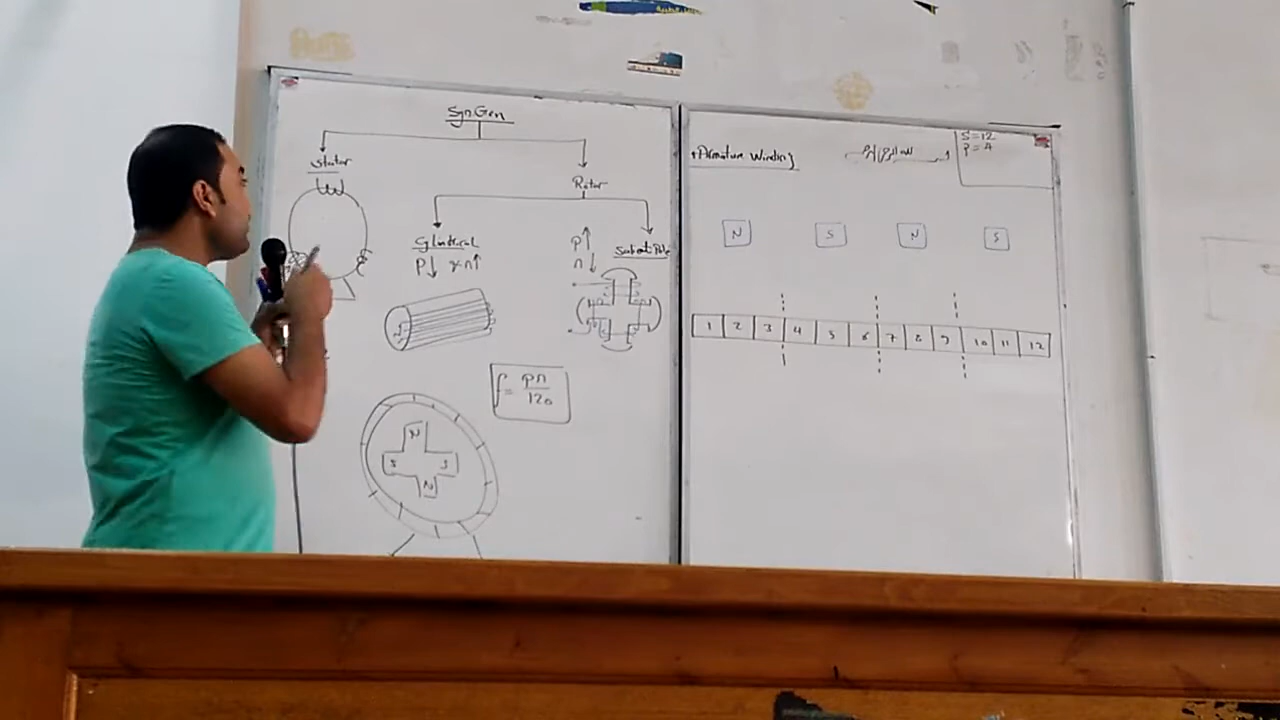 Syn Gen
Stator
Rotor
Cylindrical
P↓ n↑
P↑
n↓
Salient Pole
f = pn/120
N
S
S
N
* Armature Winding
S=12
P=4
N
S
N
S
1 2 3 4 5 6 7 8 9 10 11 12